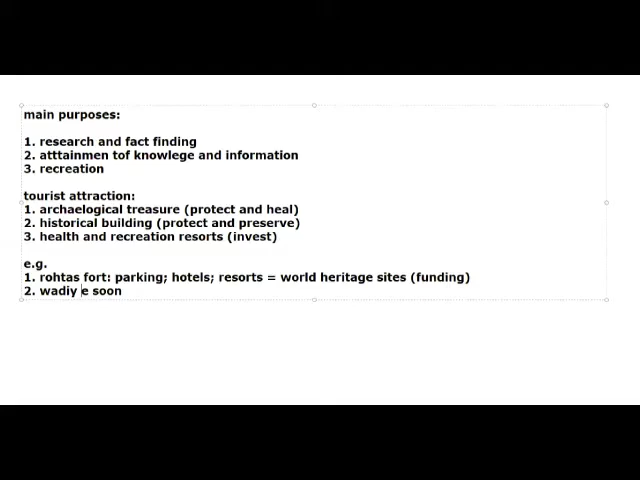 main purposes:
1. research and fact finding
2. atttainmen tof knowlege and information
3. recreation
tourist attraction:
1. archaelogical treasure (protect and heal)
2. historical building (protect and preserve)
3. health and recreation resorts (invest)
e.g.
1. rohtas fort: parking; hotels; resorts = world heritage sites (funding)
2. wadiy e soon